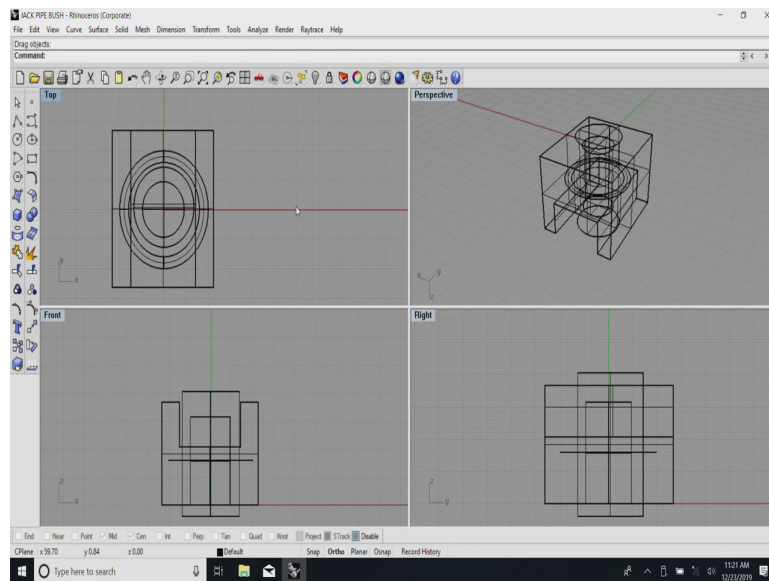 JACK PIPE BUSH - Rhinoceros (Corporate)
File Edit View Curve Surface Solid Mesh Dimension Transform Tools Analyze Render Raytrace Help
Drag objects:
Command:
Top
Perspective
y
x
x y
z
Front
Right
z
x
z
y
End Near Point Mid Cen Int Perp Tan Quad Knot Project STrack Disable
CPlane x 59.70 y 0.84 z 0.00 Default Snap Ortho Planar Osnap Record History
Type here to search
11:21 AM
12/23/2019